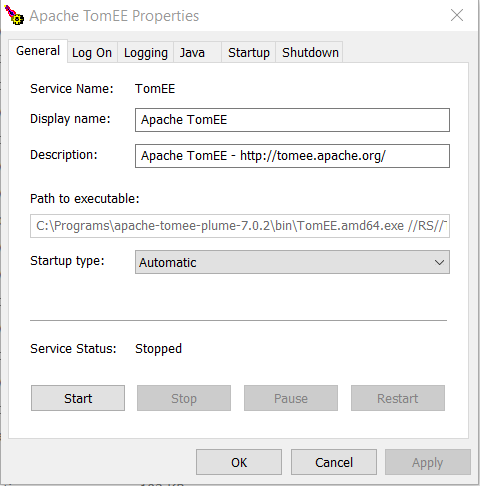 Apache TomEE Properties
General Log On Logging Java Startup Shutdown
Service Name: TomEE
Display name: Apache TomEE
Description: Apache TomEE - http://tomee.apache.org/
Path to executable:
C:\Programs\apache-tomee-plume-7.0.2\bin\TomEE.amd64.exe //RS//
Startup type: Automatic
Service Status: Stopped
Start Stop Pause Restart
OK Cancel Apply